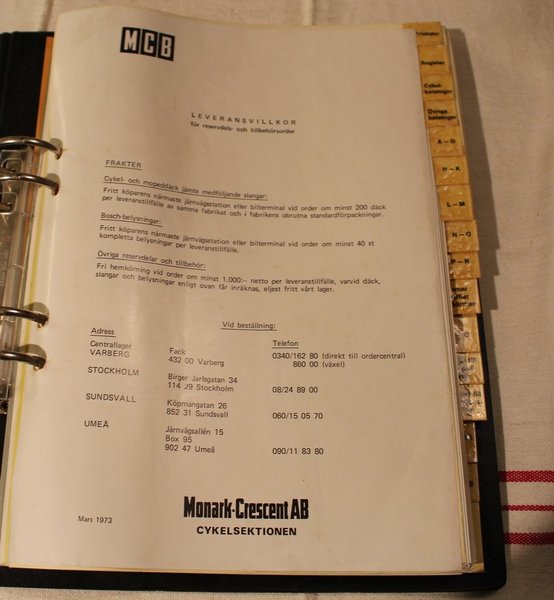 MCB
LEVERANSVILLKOR
för reservdels- och tillbehörsorder
FRAKTER
Cykel- och mopeddäck jämte medföljande slangar:
Fritt köparens närmaste järnvägsstation eller bilterminal vid order om minst 200 däck
per leveranstillfälle av samma fabrikat och i fabrikens obrutna standardförpackningar.
Bosch-belysningar:
Fritt köparens närmaste järnvägsstation eller bilterminal vid order om minst 40 st
kompletta belysningar per leveranstillfälle.
Övriga reservdelar och tillbehör:
Fri hemkörning vid order om minst 1.000:- netto per leveranstillfälle, varvid däck,
slangar och belysningar enligt ovan får inräknas, eljest fritt vårt lager.
Vid beställning:
Adress Telefon
Centrallager Fack 0340/162 80 (direkt till ordercentral)
VARBERG 432 00 Varberg 860 00 (växel)
STOCKHOLM Birger Jarlsgatan 34
114 29 Stockholm 08/24 89 00
SUNDSVALL Köpmangatan 26
852 31 Sundsvall 060/15 05 70
UMEÅ Järnvägsallén 15
Box 95
902 47 Umeå 090/11 83 80
Mars 1973
Monark-Crescent AB
CYKELSEKTIONEN
Register
Cykel-
kataloger
Övriga
kataloger
A-G
H-K
L-M
N-O